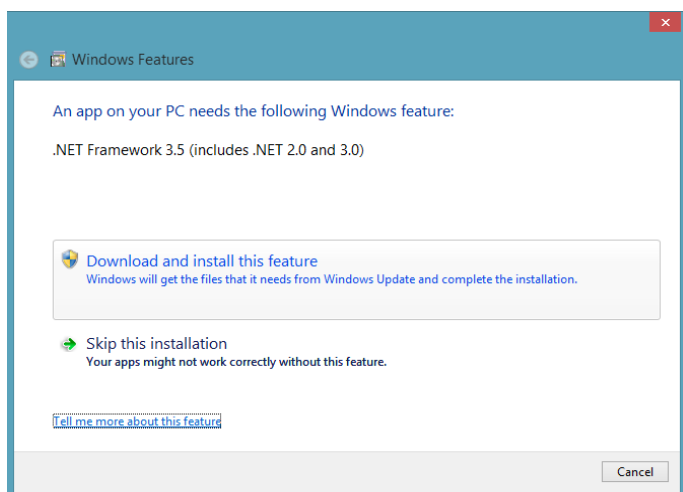 Windows Features
An app on your PC needs the following Windows feature:
.NET Framework 3.5 (includes .NET 2.0 and 3.0)
Download and install this feature
Windows will get the files that it needs from Windows Update and complete the installation.
Skip this installation
Your apps might not work correctly without this feature.
Tell me more about this feature
Cancel